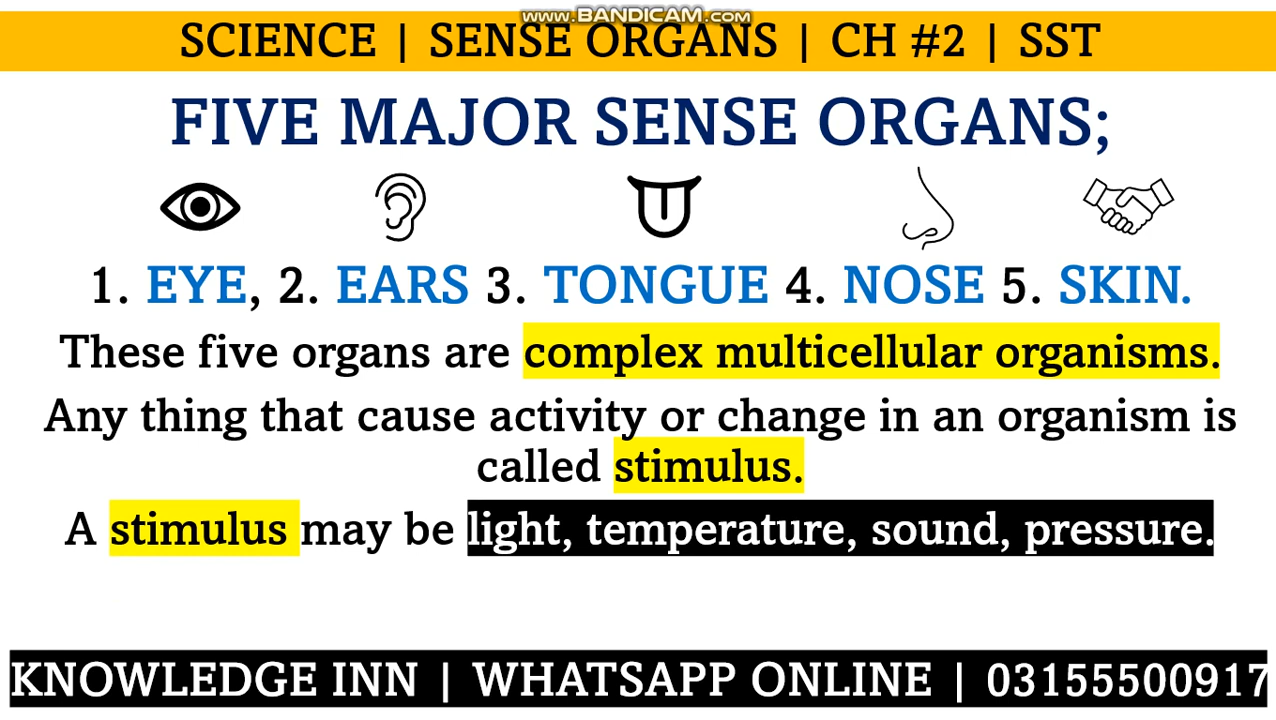 www.BANDICAM.com
SCIENCE | SENSE ORGANS | CH #2 | SST
FIVE MAJOR SENSE ORGANS;
1. EYE, 2. EARS 3. TONGUE 4. NOSE 5. SKIN.
These five organs are complex multicellular organisms.
Any thing that cause activity or change in an organism is
called stimulus.
A stimulus may be light, temperature, sound, pressure.
KNOWLEDGE INN | WHATSAPP ONLINE | 03155500917